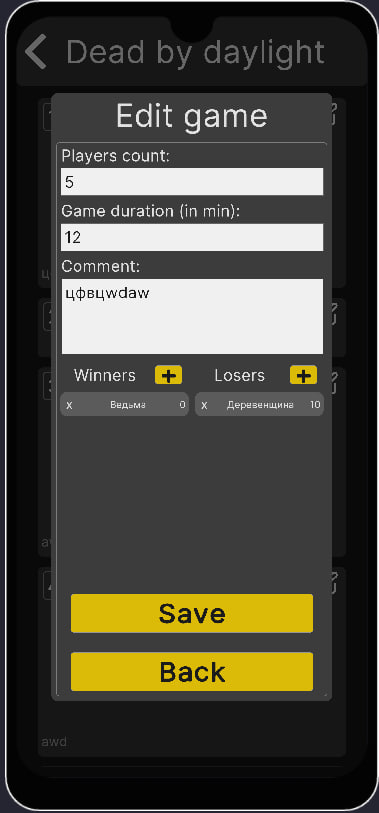 Dead by daylight
Edit game
Players count:
5
Game duration (in min):
12
Comment:
цфвцwdaw
Winners + Losers +
x Ведьма 0 x Деревенщина 10
Save
Back
awd